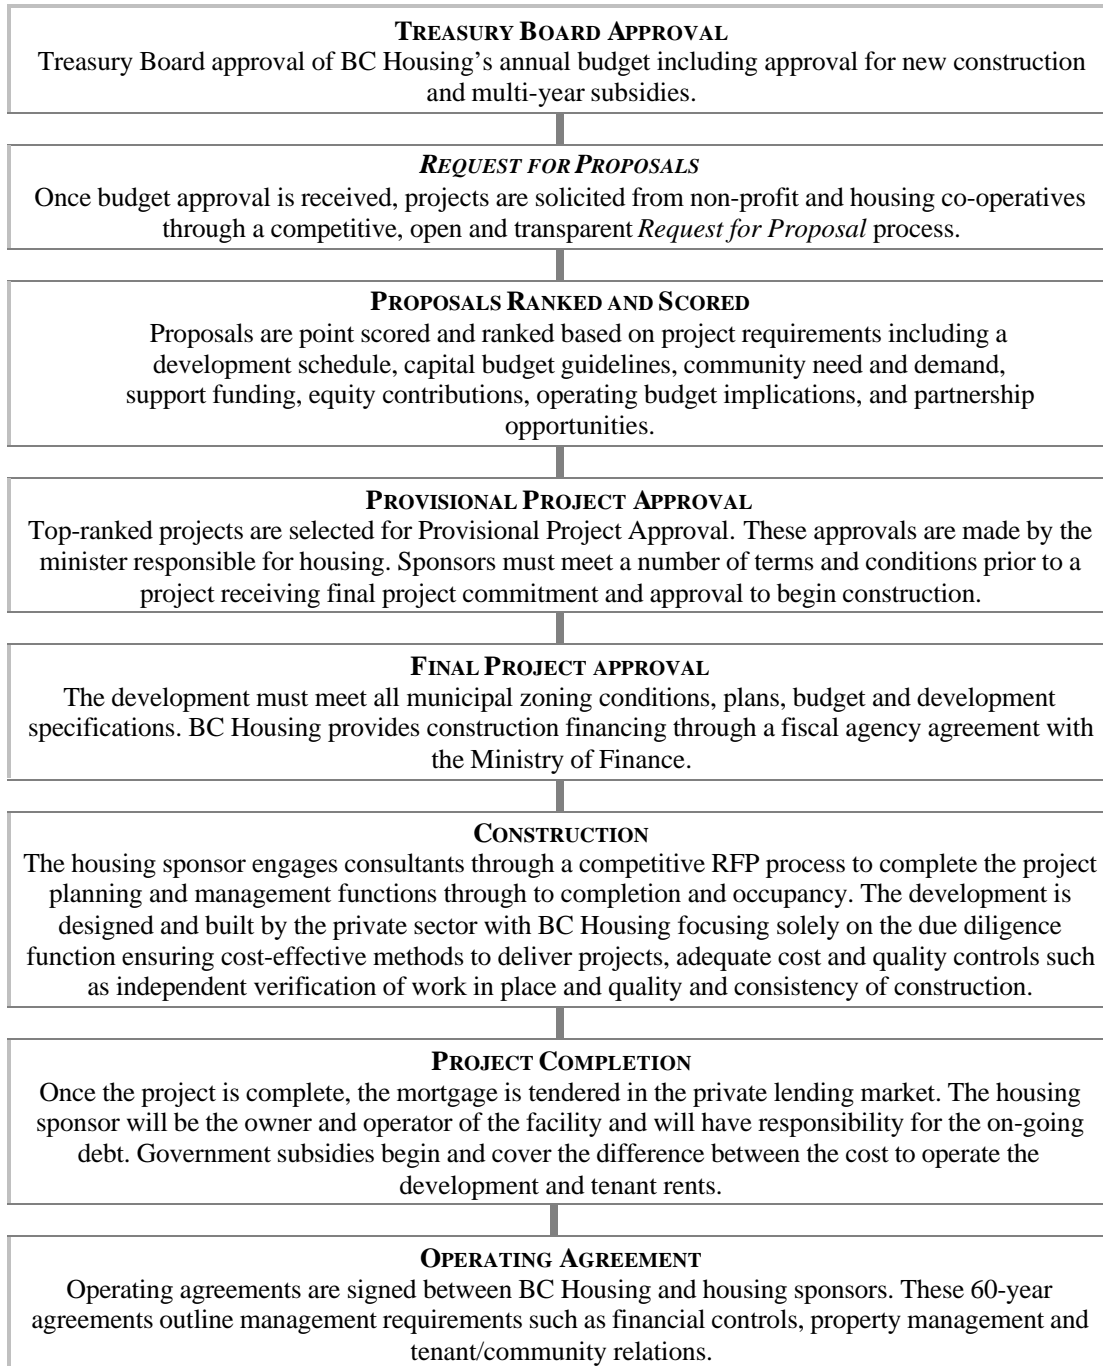 TREASURY BOARD APPROVAL
Treasury Board approval of BC Housing’s annual budget including approval for new construction
and multi-year subsidies.
REQUEST FOR PROPOSALS
Once budget approval is received, projects are solicited from non-profit and housing co-operatives
through a competitive, open and transparent Request for Proposal process.
PROPOSALS RANKED AND SCORED
Proposals are point scored and ranked based on project requirements including a
development schedule, capital budget guidelines, community need and demand,
support funding, equity contributions, operating budget implications, and partnership
opportunities.
PROVISIONAL PROJECT APPROVAL
Top-ranked projects are selected for Provisional Project Approval. These approvals are made by the
minister responsible for housing. Sponsors must meet a number of terms and conditions prior to a
project receiving final project commitment and approval to begin construction.
FINAL PROJECT APPROVAL
The development must meet all municipal zoning conditions, plans, budget and development
specifications. BC Housing provides construction financing through a fiscal agency agreement with
the Ministry of Finance.
CONSTRUCTION
The housing sponsor engages consultants through a competitive RFP process to complete the project
planning and management functions through to completion and occupancy. The development is
designed and built by the private sector with BC Housing focusing solely on the due diligence
function ensuring cost-effective methods to deliver projects, adequate cost and quality controls such
as independent verification of work in place and quality and consistency of construction.
PROJECT COMPLETION
Once the project is complete, the mortgage is tendered in the private lending market. The housing
sponsor will be the owner and operator of the facility and will have responsibility for the on-going
debt. Government subsidies begin and cover the difference between the cost to operate the
development and tenant rents.
OPERATING AGREEMENT
Operating agreements are signed between BC Housing and housing sponsors. These 60-year
agreements outline management requirements such as financial controls, property management and
tenant/community relations.